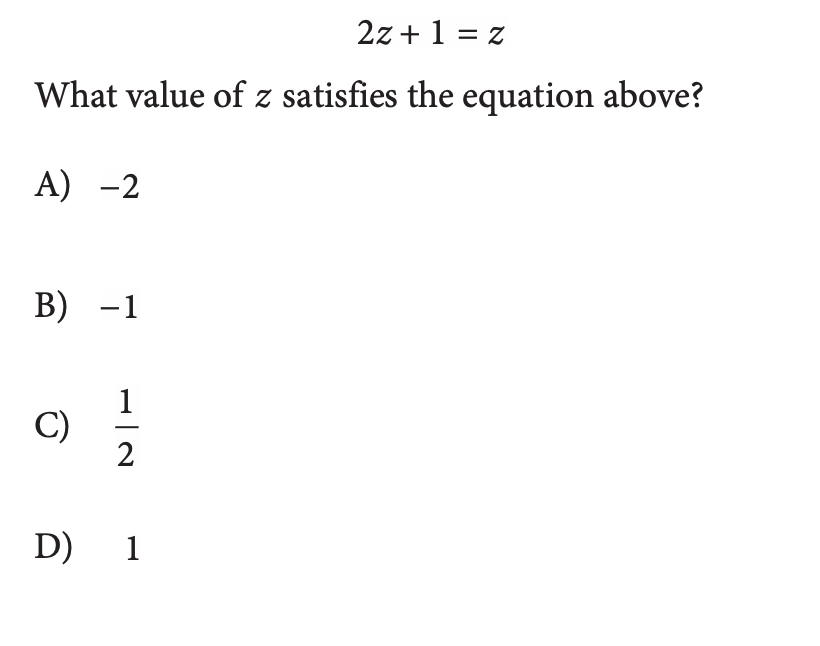 2z + 1 = z
What value of z satisfies the equation above?
A) −2
B) −1
C) 1/2
D) 1